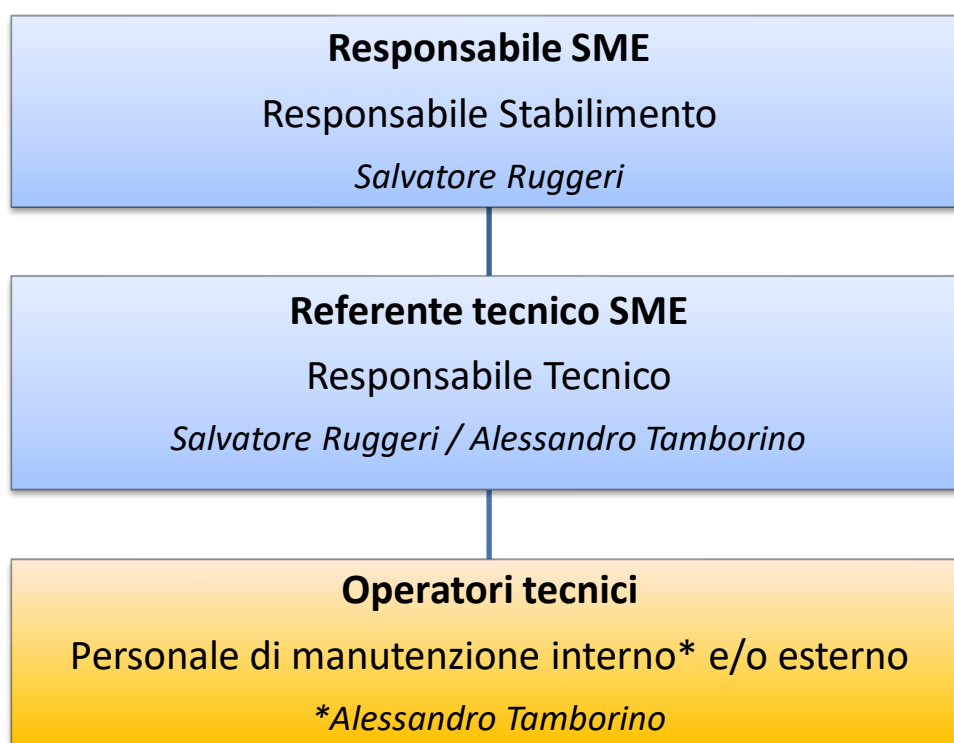 Responsabile SME
Responsabile Stabilimento
Salvatore Ruggeri
Referente tecnico SME
Responsabile Tecnico
Salvatore Ruggeri / Alessandro Tamborino
Operatori tecnici
Personale di manutenzione interno* e/o esterno
*Alessandro Tamborino